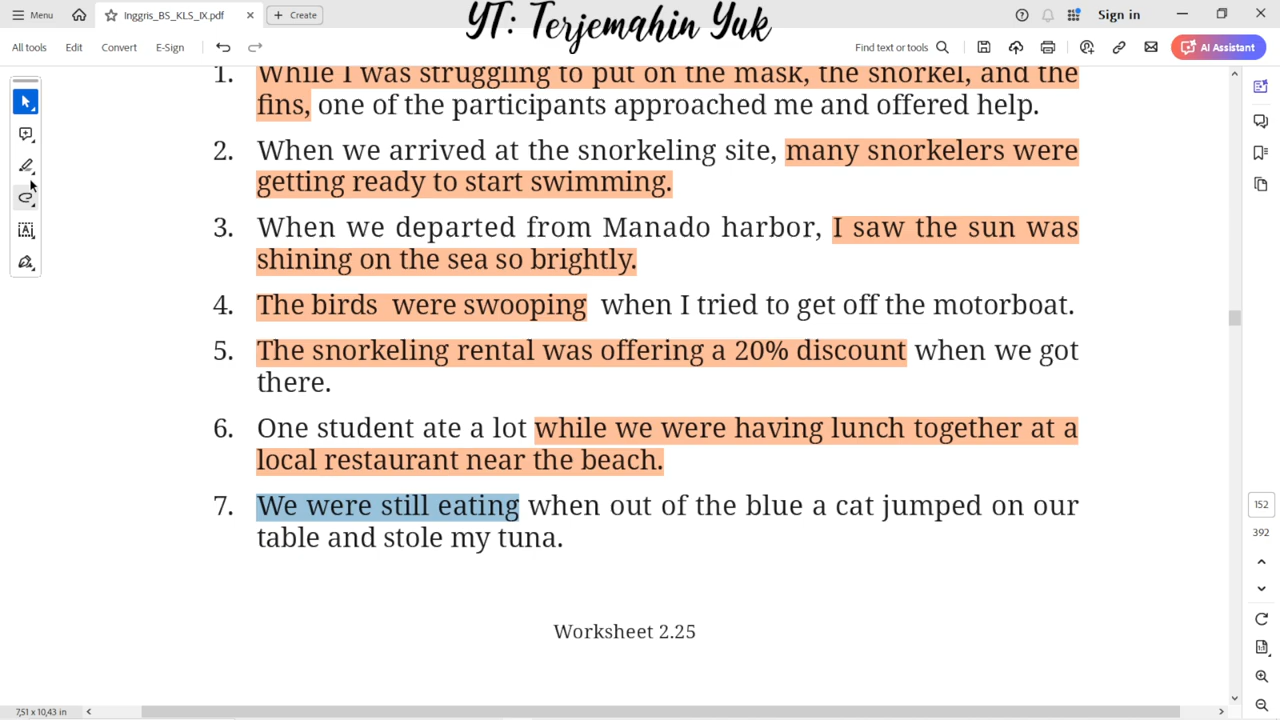 Menu
Inggris_BS_KLS_IX.pdf
Create
YT: Terjemahin Yuk
Sign in
All tools
Edit
Convert
E-Sign
Find text or tools
AI Assistant
1. While I was struggling to put on the mask, the snorkel, and the
fins, one of the participants approached me and offered help.
2. When we arrived at the snorkeling site, many snorkelers were
getting ready to start swimming.
3. When we departed from Manado harbor, I saw the sun was
shining on the sea so brightly.
4. The birds were swooping when I tried to get off the motorboat.
5. The snorkeling rental was offering a 20% discount when we got
there.
6. One student ate a lot while we were having lunch together at a
local restaurant near the beach.
7. We were still eating when out of the blue a cat jumped on our
table and stole my tuna.
Worksheet 2.25
152
392
7,51 x 10,43 in